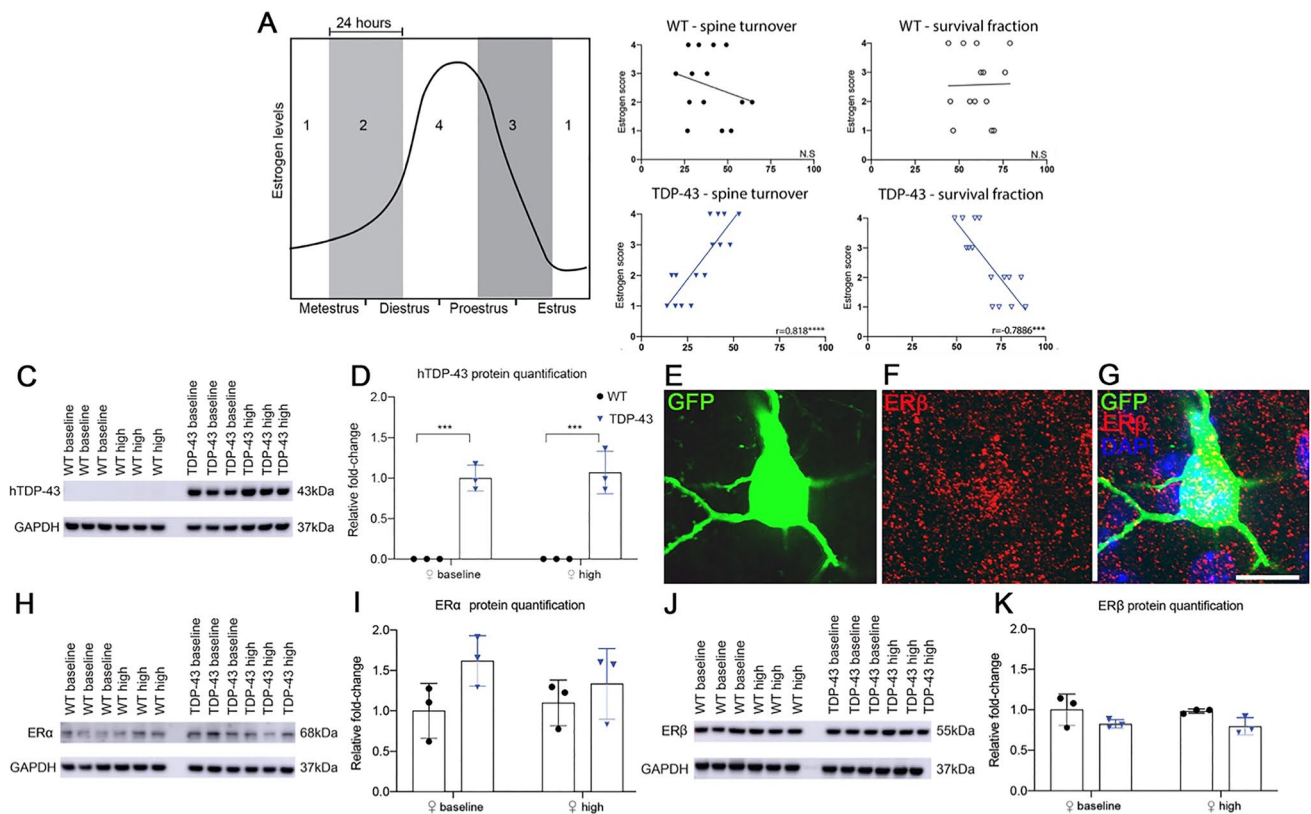 A
24 hours
Estrogen levels
1
2
4
3
1
Metestrus
Diestrus
Proestrus
Estrus
WT - spine turnover
Estrogen score
4
3
2
1
0
0
25
50
75
100
N.S
WT - survival fraction
Estrogen score
4
3
2
1
0
0
25
50
75
100
N.S
TDP-43 - spine turnover
Estrogen score
4
3
2
1
0
0
25
50
75
100
r=0.818****
TDP-43 - survival fraction
Estrogen score
4
3
2
1
0
0
25
50
75
100
r=-0.7886***
C
WT baseline
WT baseline
WT baseline
WT high
WT high
WT high
TDP-43 baseline
TDP-43 baseline
TDP-43 baseline
TDP-43 high
TDP-43 high
TDP-43 high
hTDP-43
43kDa
GAPDH
37kDa
D
hTDP-43 protein quantification
Relative fold-change
2.0
1.5
1.0
0.5
0.0
WT
TDP-43
***
***
♀ baseline
♀ high
E
GFP
F
ERβ
G
GFP
ERβ
DAPI
H
WT baseline
WT baseline
WT baseline
WT high
WT high
WT high
TDP-43 baseline
TDP-43 baseline
TDP-43 baseline
TDP-43 high
TDP-43 high
TDP-43 high
ERα
68kDa
GAPDH
37kDa
I
ERα protein quantification
Relative fold-change
2.0
1.5
1.0
0.5
0.0
♀ baseline
♀ high
J
WT baseline
WT baseline
WT baseline
WT high
WT high
WT high
TDP-43 baseline
TDP-43 baseline
TDP-43 baseline
TDP-43 high
TDP-43 high
TDP-43 high
ERβ
55kDa
GAPDH
37kDa
K
ERβ protein quantification
Relative fold-change
2.0
1.5
1.0
0.5
0.0
♀ baseline
♀ high